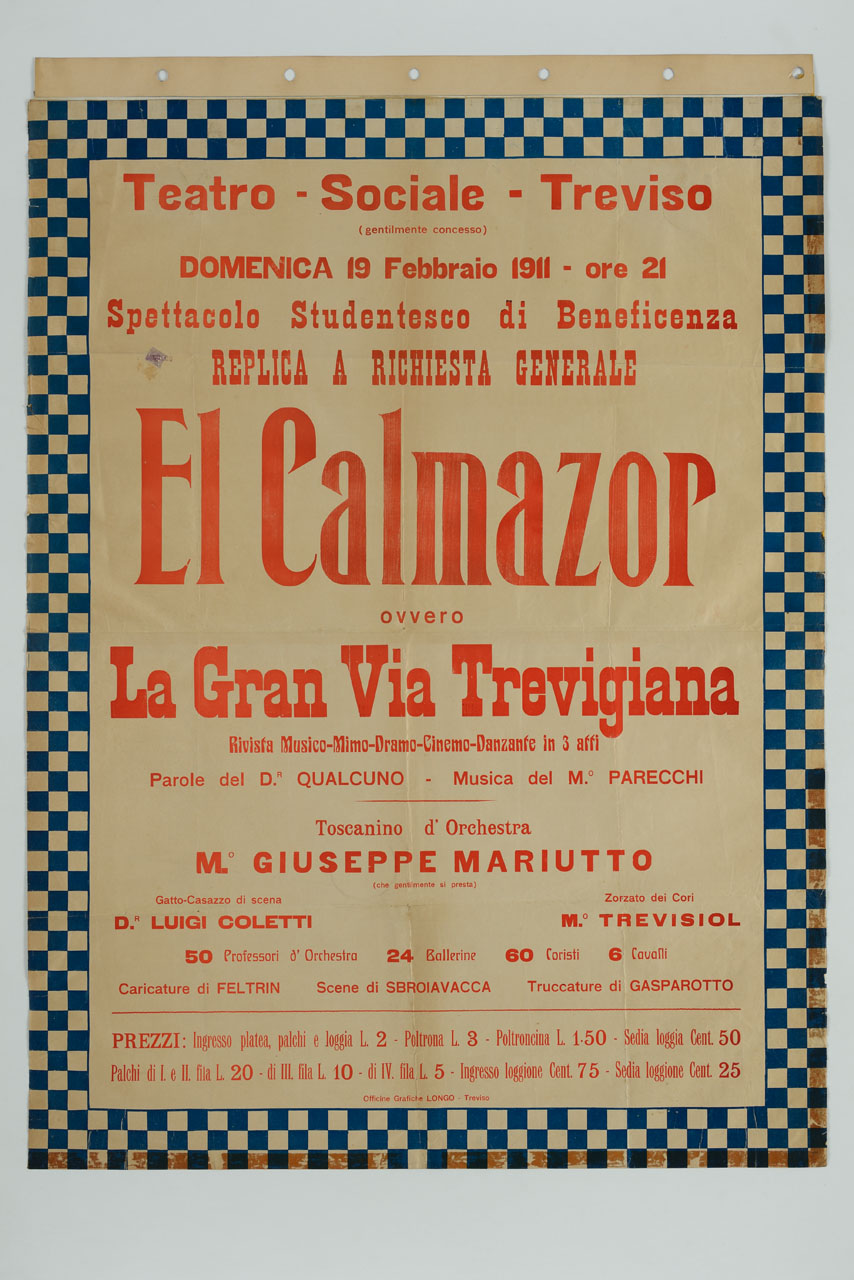 Teatro - Sociale - Treviso
(gentilmente concesso)
DOMENICA 19 Febbraio 1911 - ore 21
Spettacolo Studentesco di Beneficenza
REPLICA A RICHIESTA GENERALE
El Calmazor
ovvero
La Gran Via Trevigiana
Rivista Musico-Mimo-Dramo-Cinemo-Danzante in 3 atti
Parole del D.R QUALCUNO - Musica del M.o PARECCHI
Toscanino d' Orchestra
M.o GIUSEPPE MARIUTTO
(che gentilmente si presta)
Gatto-Casazzo di scena
D.R LUIGI COLETTI
Zorzato dei Cori
M.o TREVISIOL
50 Professori d' Orchestra 24 Ballerine 60 Coristi 6 Cavalli
Caricature di FELTRIN Scene di SBROIAVACCA Truccature di GASPAROTTO
PREZZI: Ingresso platea, palchi e loggia L. 2 - Poltrona L. 3 - Poltroncina L. 1.50 - Sedia loggia Cent. 50
Palchi di I. e II. fila L. 20 - di III. fila L. 10 - di IV. fila L. 5 - Ingresso loggione Cent. 75 - Sedia loggione Cent. 25
Officine Grafiche LONGO - Treviso